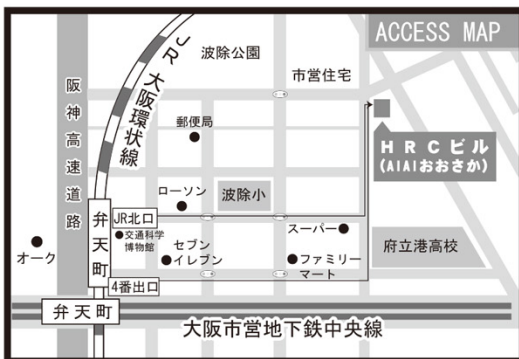 ACCESS MAP
JR大阪環状線
波除公園
市営住宅
阪神高速道路
郵便局
HRCビル
(AIAIおおさか)
ローソン
波除小
弁天町
JR北口
交通科学
博物館
スーパー
府立港高校
オーク
セブン
イレブン
ファミリー
マート
4番出口
弁天町
大阪市営地下鉄中央線